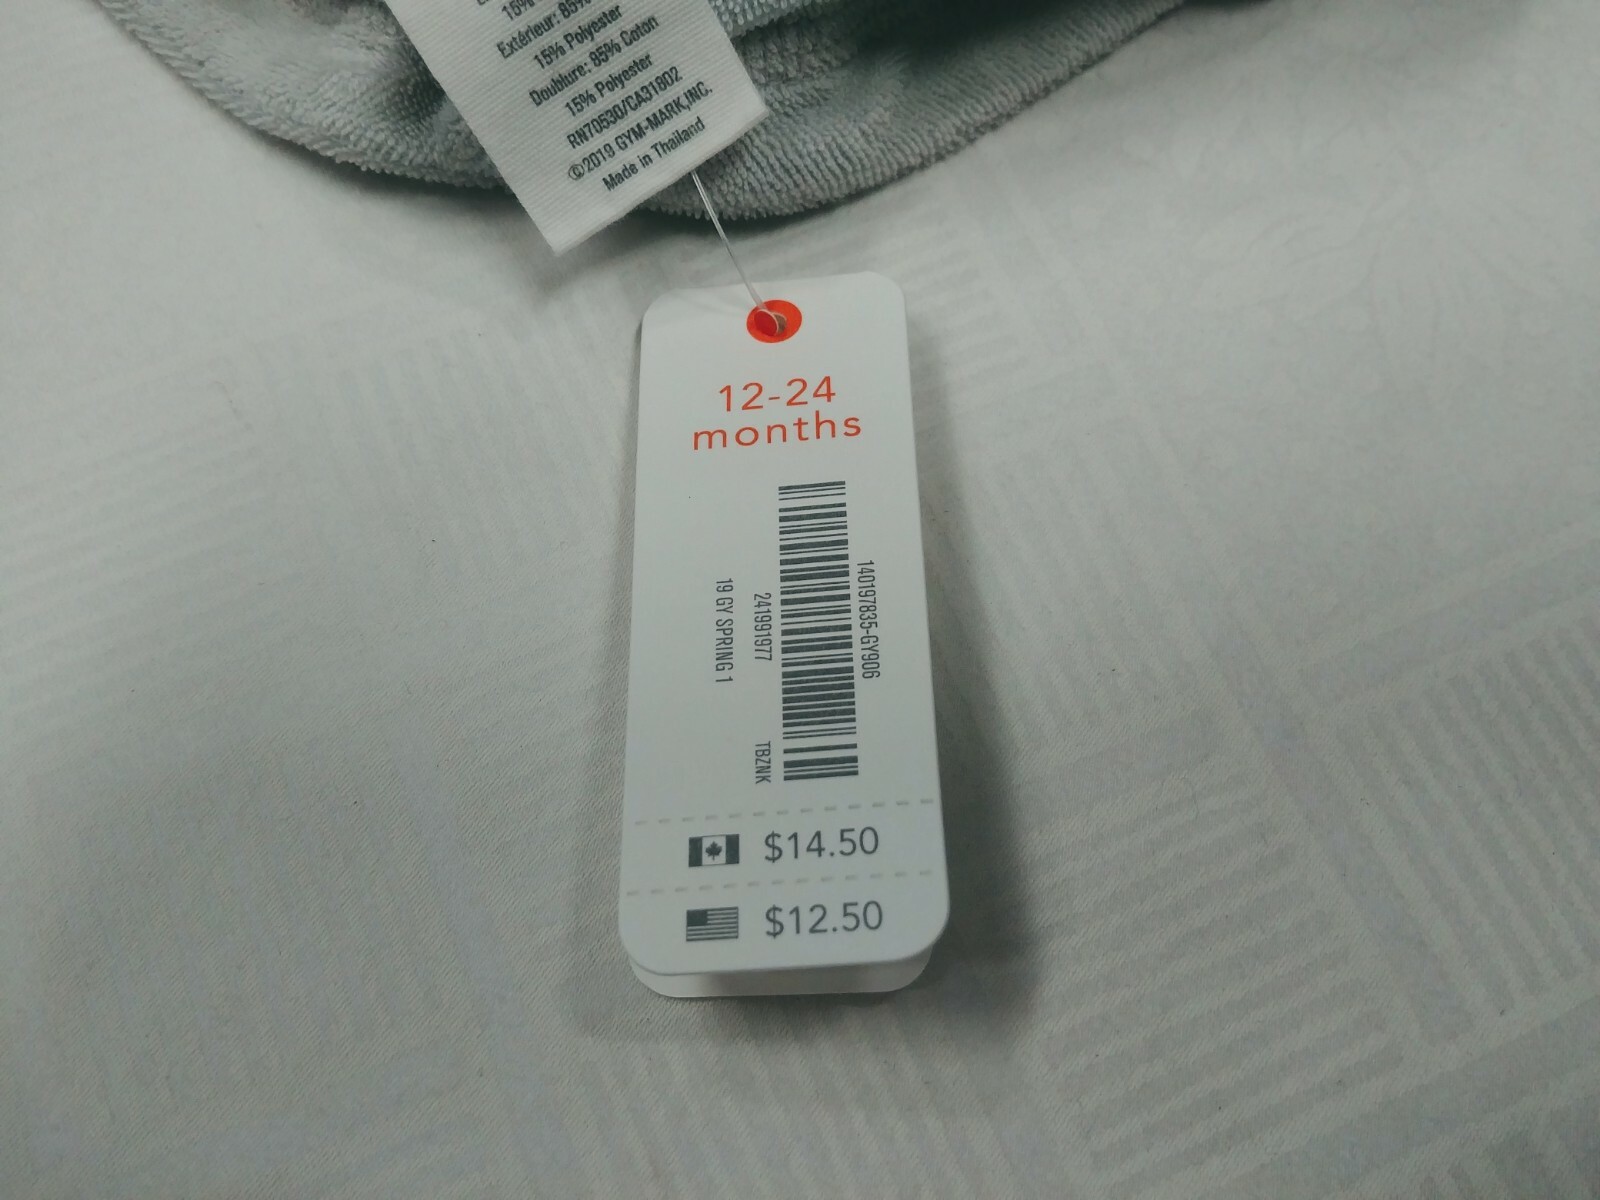 15%
Extérieur: 85%
15% Polyester
Doublure: 85% Coton
15% Polyester
RN70530/CA31802
©2019 GYM-MARK,INC.
Made in Thailand
12-24
months
140197835-GY906
241991977 TBZNK
19 GY SPRING 1
$14.50
$12.50